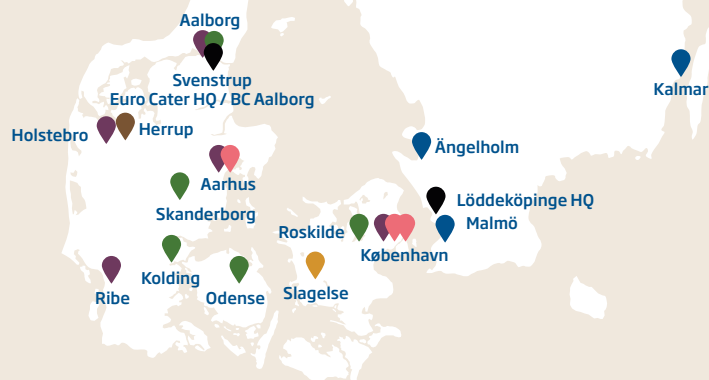 Aalborg
Svenstrup
Euro Cater HQ / BC Aalborg
Kalmar
Holstebro
Herrup
Ängelholm
Aarhus
Skanderborg
Löddeköpinge HQ
Malmö
Roskilde
København
Kolding
Ribe
Odense
Slagelse